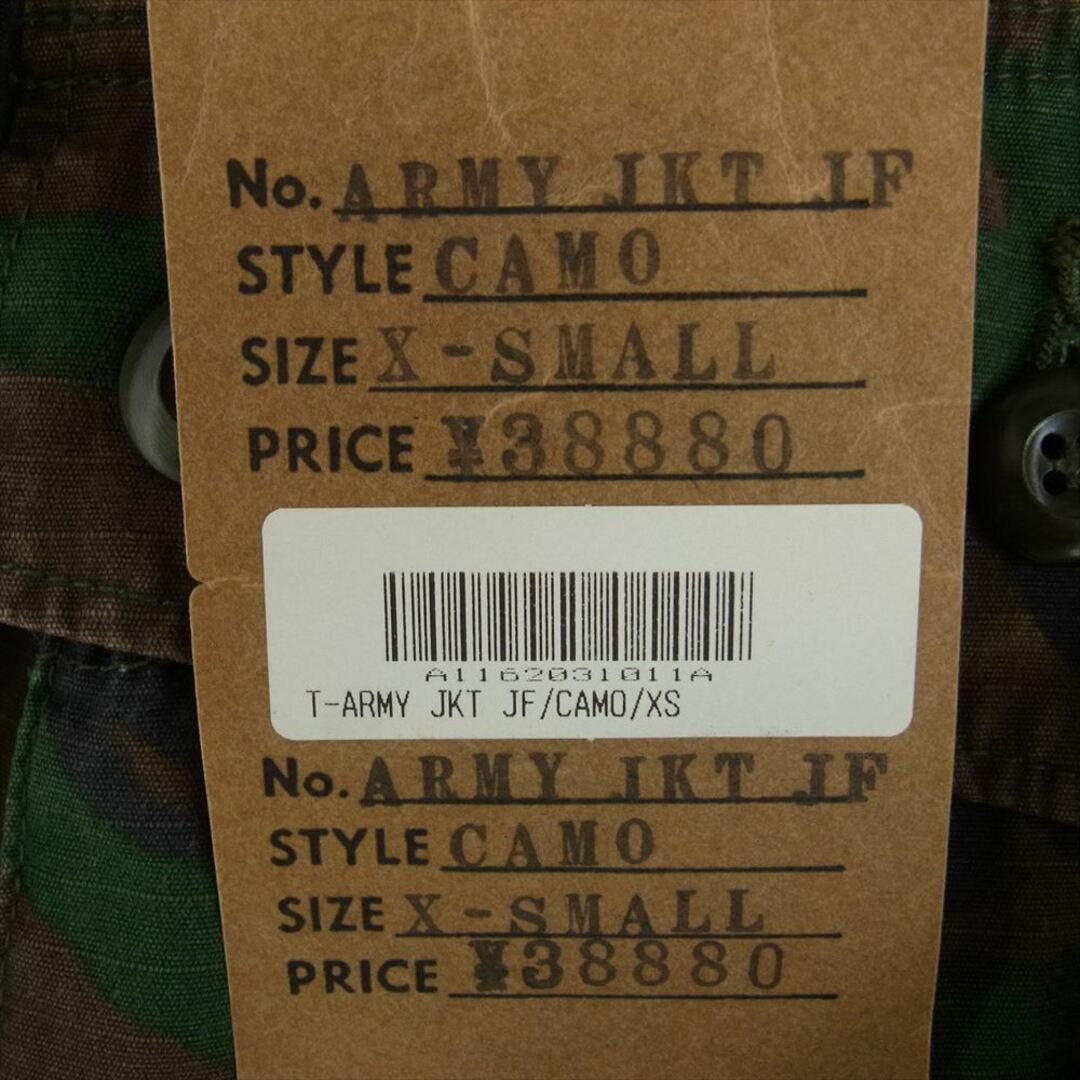 No. ARMY JKT JF
STYLE CAMO
SIZE X-SMALL
PRICE ¥38880
A1162031011A
T-ARMY JKT JF/CAMO/XS
No. ARMY JKT JF
STYLE CAMO
SIZE X-SMALL
PRICE ¥38880